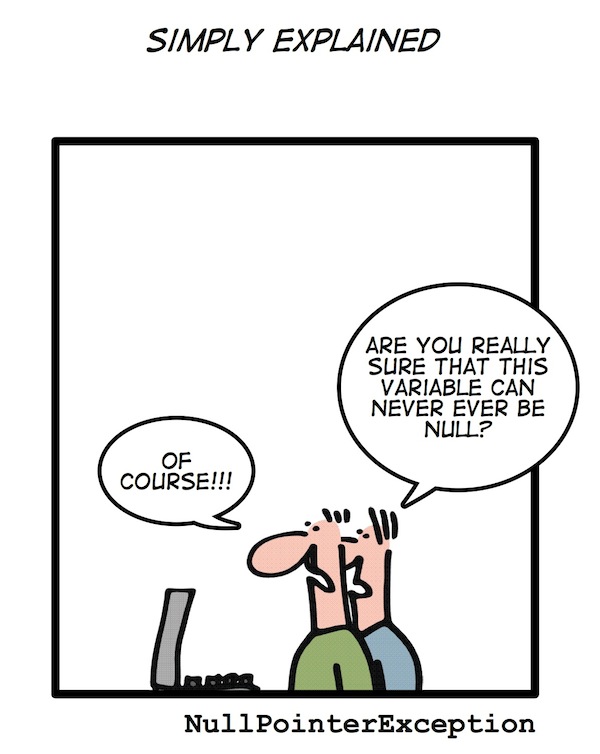 SIMPLY EXPLAINED
ARE YOU REALLY
SURE THAT THIS
VARIABLE CAN
NEVER EVER BE
NULL?
OF
COURSE!!!
NullPointerException